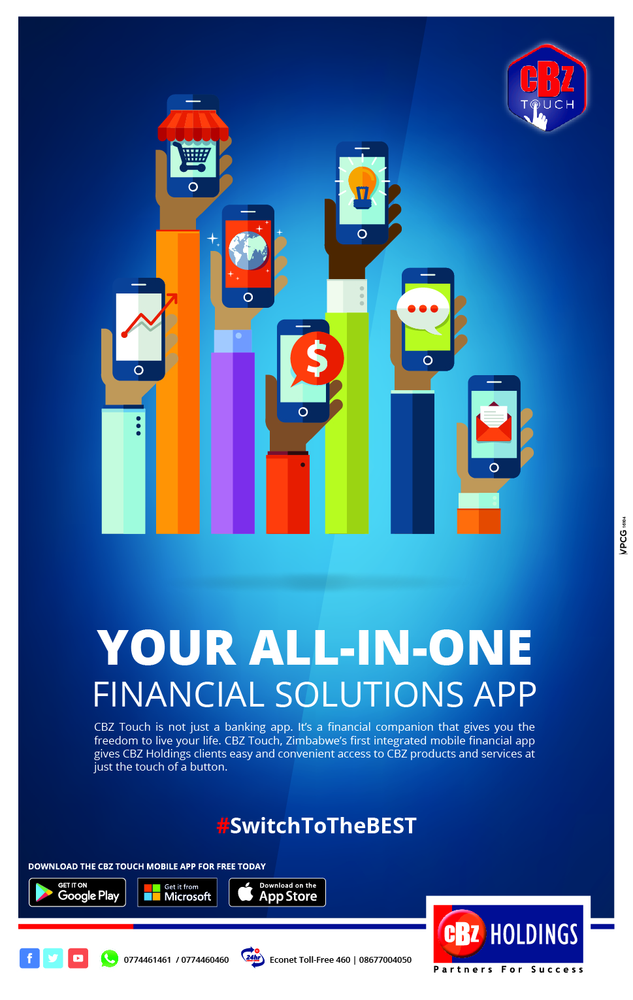 CBZ
TOUCH
$
VPCG 16104
YOUR ALL-IN-ONE
FINANCIAL SOLUTIONS APP
CBZ Touch is not just a banking app. It's a financial companion that gives you the
freedom to live your life. CBZ Touch, Zimbabwe's first integrated mobile financial app
gives CBZ Holdings clients easy and convenient access to CBZ products and services at
just the touch of a button.
#SwitchToTheBEST
DOWNLOAD THE CBZ TOUCH MOBILE APP FOR FREE TODAY
GET IT ON
Google Play
Get it from
Microsoft
Download on the
App Store
CBZ HOLDINGS
Partners For Success
0774461461 / 0774460460
24hr
Econet Toll-Free 460 | 08677004050